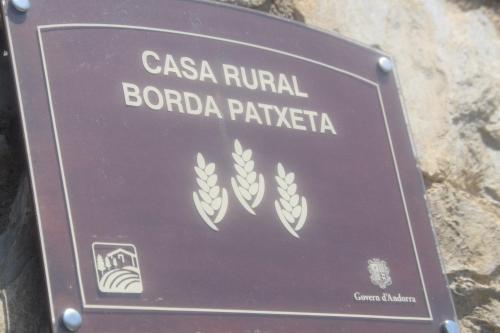 CASA RURAL
BORDA PATXETA
Govern d'Andorra